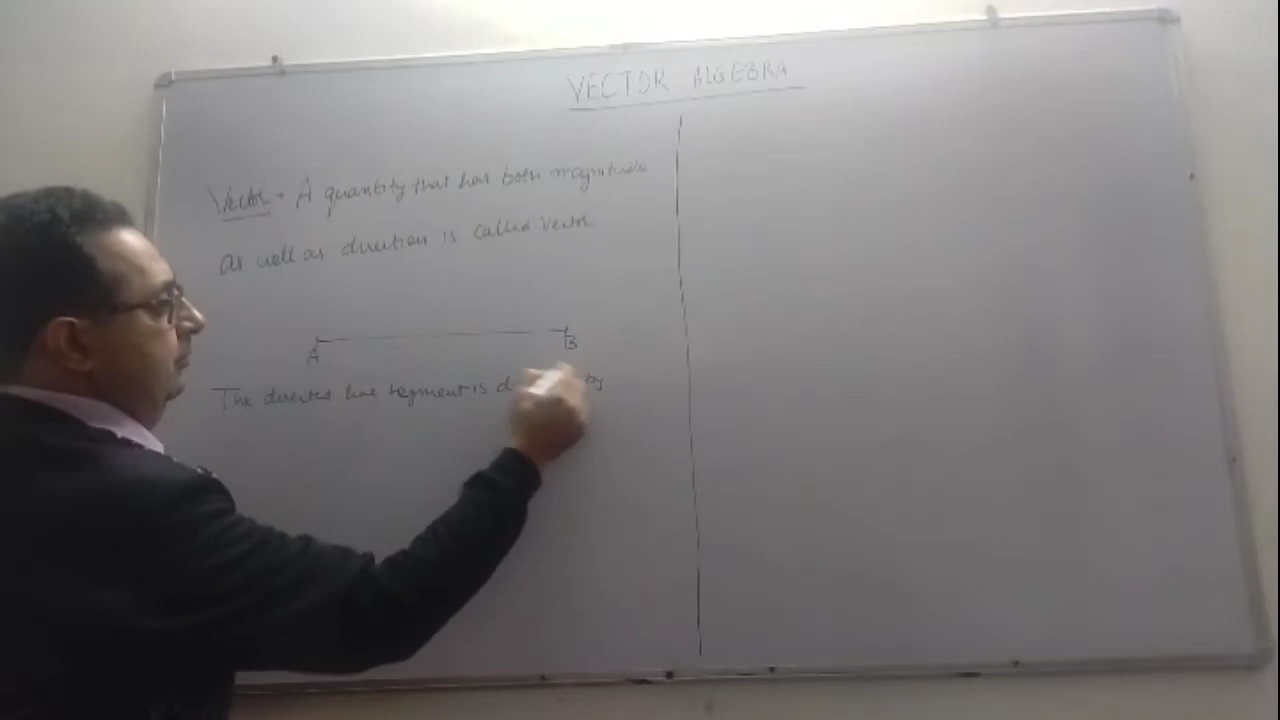 VECTOR ALGEBRA
Vector - A quantity that has both magnitude
as well as direction is called vector.
A B
The directed line segment is by